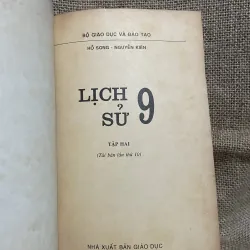 BỘ GIÁO DỤC VÀ ĐÀO TẠO
HỒ SONG - NGUYỄN KIÊN
LỊCH
SỬ 9
TẬP HAI
(Tái bản lần thứ
NHÀ XUẤT BẢN GIÁO DỤC